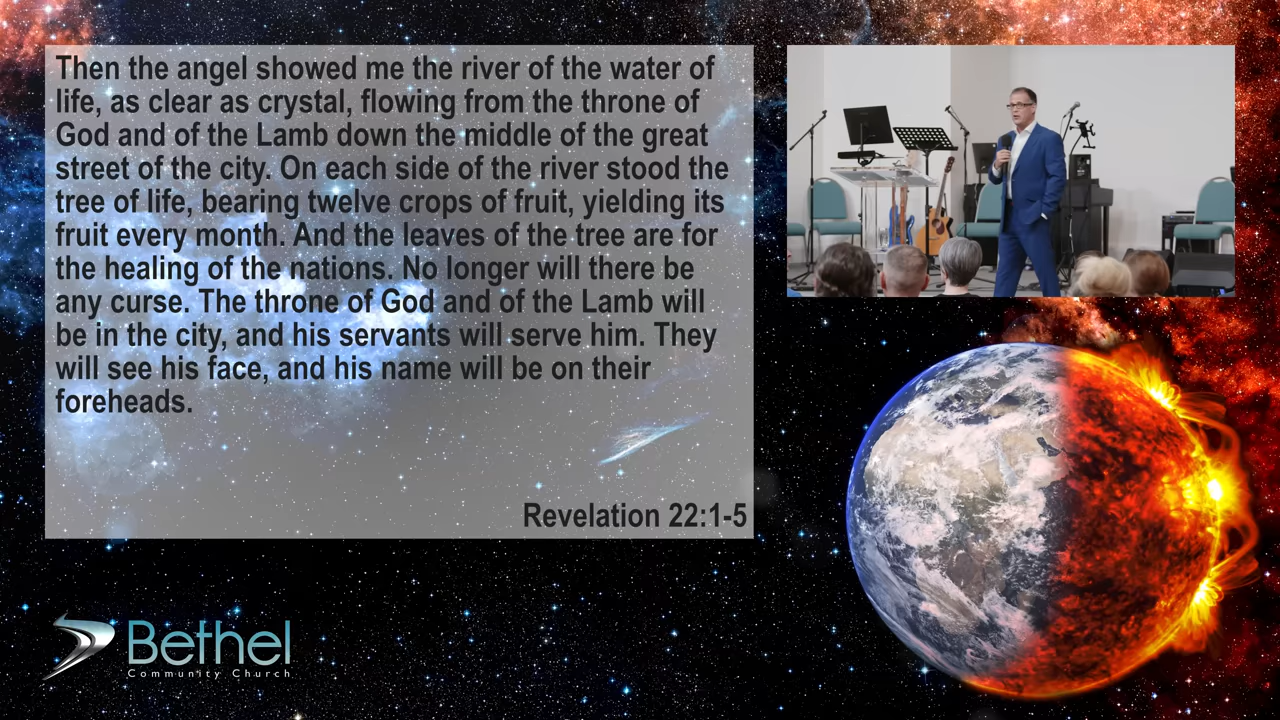 Then the angel showed me the river of the water of
life, as clear as crystal, flowing from the throne of
God and of the Lamb down the middle of the great
street of the city. On each side of the river stood the
tree of life, bearing twelve crops of fruit, yielding its
fruit every month. And the leaves of the tree are for
the healing of the nations. No longer will there be
any curse. The throne of God and of the Lamb will
be in the city, and his servants will serve him. They
will see his face, and his name will be on their
foreheads.
Revelation 22:1-5
Bethel
Community Church